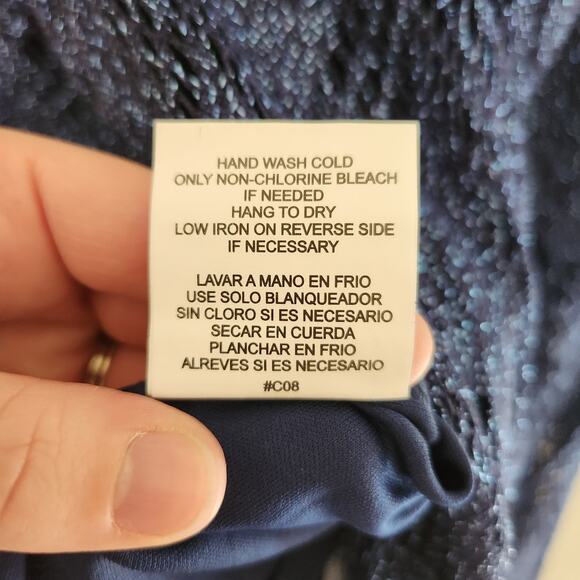 HAND WASH COLD
ONLY NON-CHLORINE BLEACH
IF NEEDED
HANG TO DRY
LOW IRON ON REVERSE SIDE
IF NECESSARY
LAVAR A MANO EN FRIO
USE SOLO BLANQUEADOR
SIN CLORO SI ES NECESARIO
SECAR EN CUERDA
PLANCHAR EN FRIO
ALREVES SI ES NECESARIO
#C08